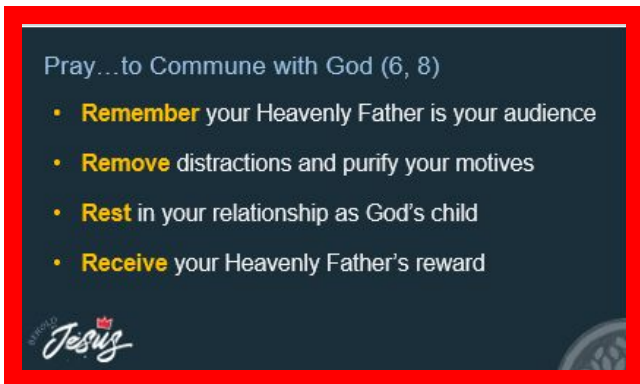 Pray…to Commune with God (6, 8)
• Remember your Heavenly Father is your audience
• Remove distractions and purify your motives
• Rest in your relationship as God's child
• Receive your Heavenly Father's reward
BEHOLD
Jesus